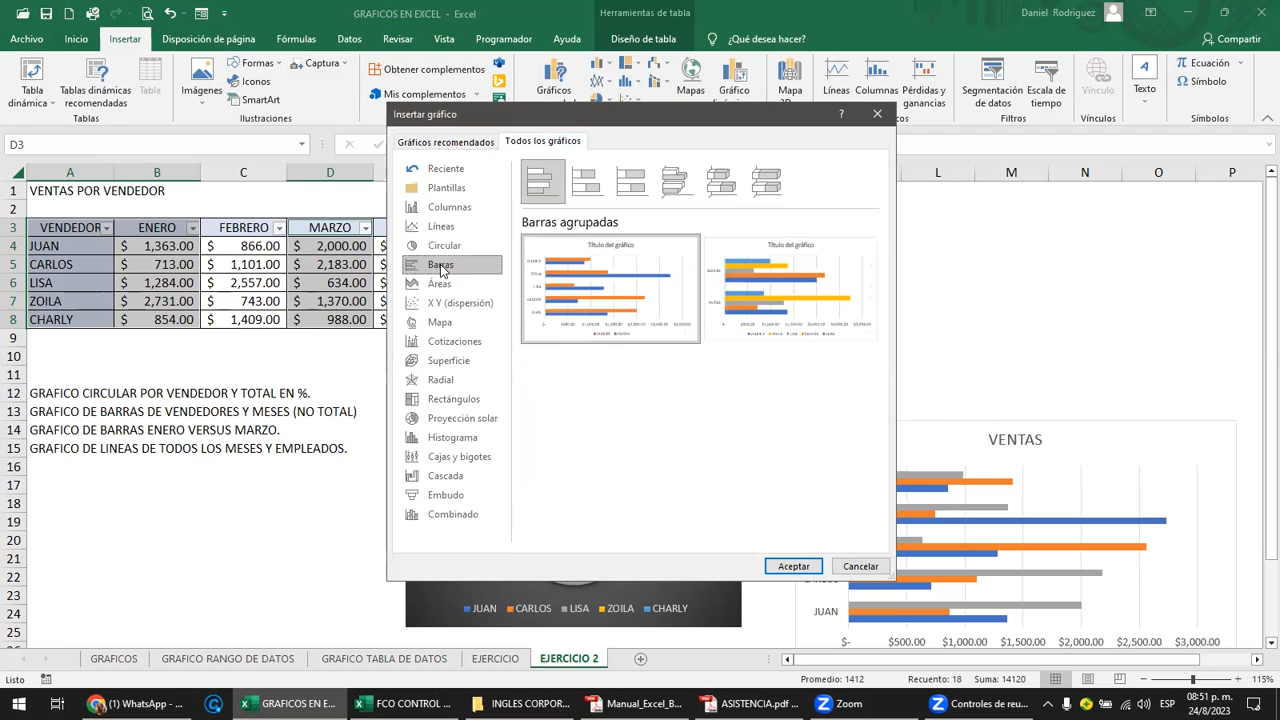 GRAFICOS EN EXCEL - Excel
Herramientas de tabla
Daniel Rodriguez
Archivo Inicio Insertar Disposición de página Fórmulas Datos Revisar Vista Programador Ayuda Diseño de tabla ¿Qué desea hacer? Compartir
Tabla dinámica
Tablas dinámicas recomendadas
Tabla
Tablas
Imágenes
Formas
Iconos
SmartArt
Captura
Ilustraciones
Obtener complementos
Mis complementos
Gráficos
Mapas
Gráfico dinámico
Mapa 3D
Líneas
Columnas
Pérdidas y ganancias
Segmentación de datos
Escala de tiempo
Filtros
Vínculo
Vínculos
Texto
Ecuación
Símbolo
Símbolos
D3
Insertar gráfico
?
Gráficos recomendados
Todos los gráficos
Reciente
Plantillas
Columnas
Líneas
Circular
Barras
Áreas
X Y (dispersión)
Mapa
Cotizaciones
Superficie
Radial
Rectángulos
Proyección solar
Histograma
Cajas y bigotes
Cascada
Embudo
Combinado
Barras agrupadas
Título del gráfico
Título del gráfico
Aceptar
Cancelar
A B C D L M N O P
1 VENTAS POR VENDEDOR
2
3 VENDEDOR ENERO FEBRERO MARZO
4 JUAN $ 1,363.00 $ 866.00 $ 2,000.00 $
5 CARLOS $ 713.00 $ 1,101.00 $ 2,183.00 $
6 LISA $ 1,284.00 $ 2,557.00 $ 634.00 $
7 ZOILA $ 2,731.00 $ 743.00 $ 1,370.00 $
8 CHARLY $ 854.00 $ 1,409.00 $ 988.00 $
10
11
12 GRAFICO CIRCULAR POR VENDEDOR Y TOTAL EN %.
13 GRAFICO DE BARRAS DE VENDEDORES Y MESES (NO TOTAL)
14 GRAFICO DE BARRAS ENERO VERSUS MARZO.
15 GRAFICO DE LINEAS DE TODOS LOS MESES Y EMPLEADOS.
16
17
18
19
20
21
22
23
24
25
VENTAS
JUAN
$- $500.00 $1,000.00 $1,500.00 $2,000.00 $2,500.00 $3,000.00
JUAN CARLOS LISA ZOILA CHARLY
GRAFICOS GRAFICO RANGO DE DATOS GRAFICO TABLA DE DATOS EJERCICIO EJERCICIO 2
Listo
Promedio: 1412 Recuento: 18 Suma: 14120 115%
(1) WhatsApp - ...
GRAFICOS EN E...
FCO CONTROL ...
INGLES CORPOR...
Manual_Excel_B...
ASISTENCIA.pdf ...
Zoom
Controles de reu...
ESP
08:51 p. m.
24/8/2023